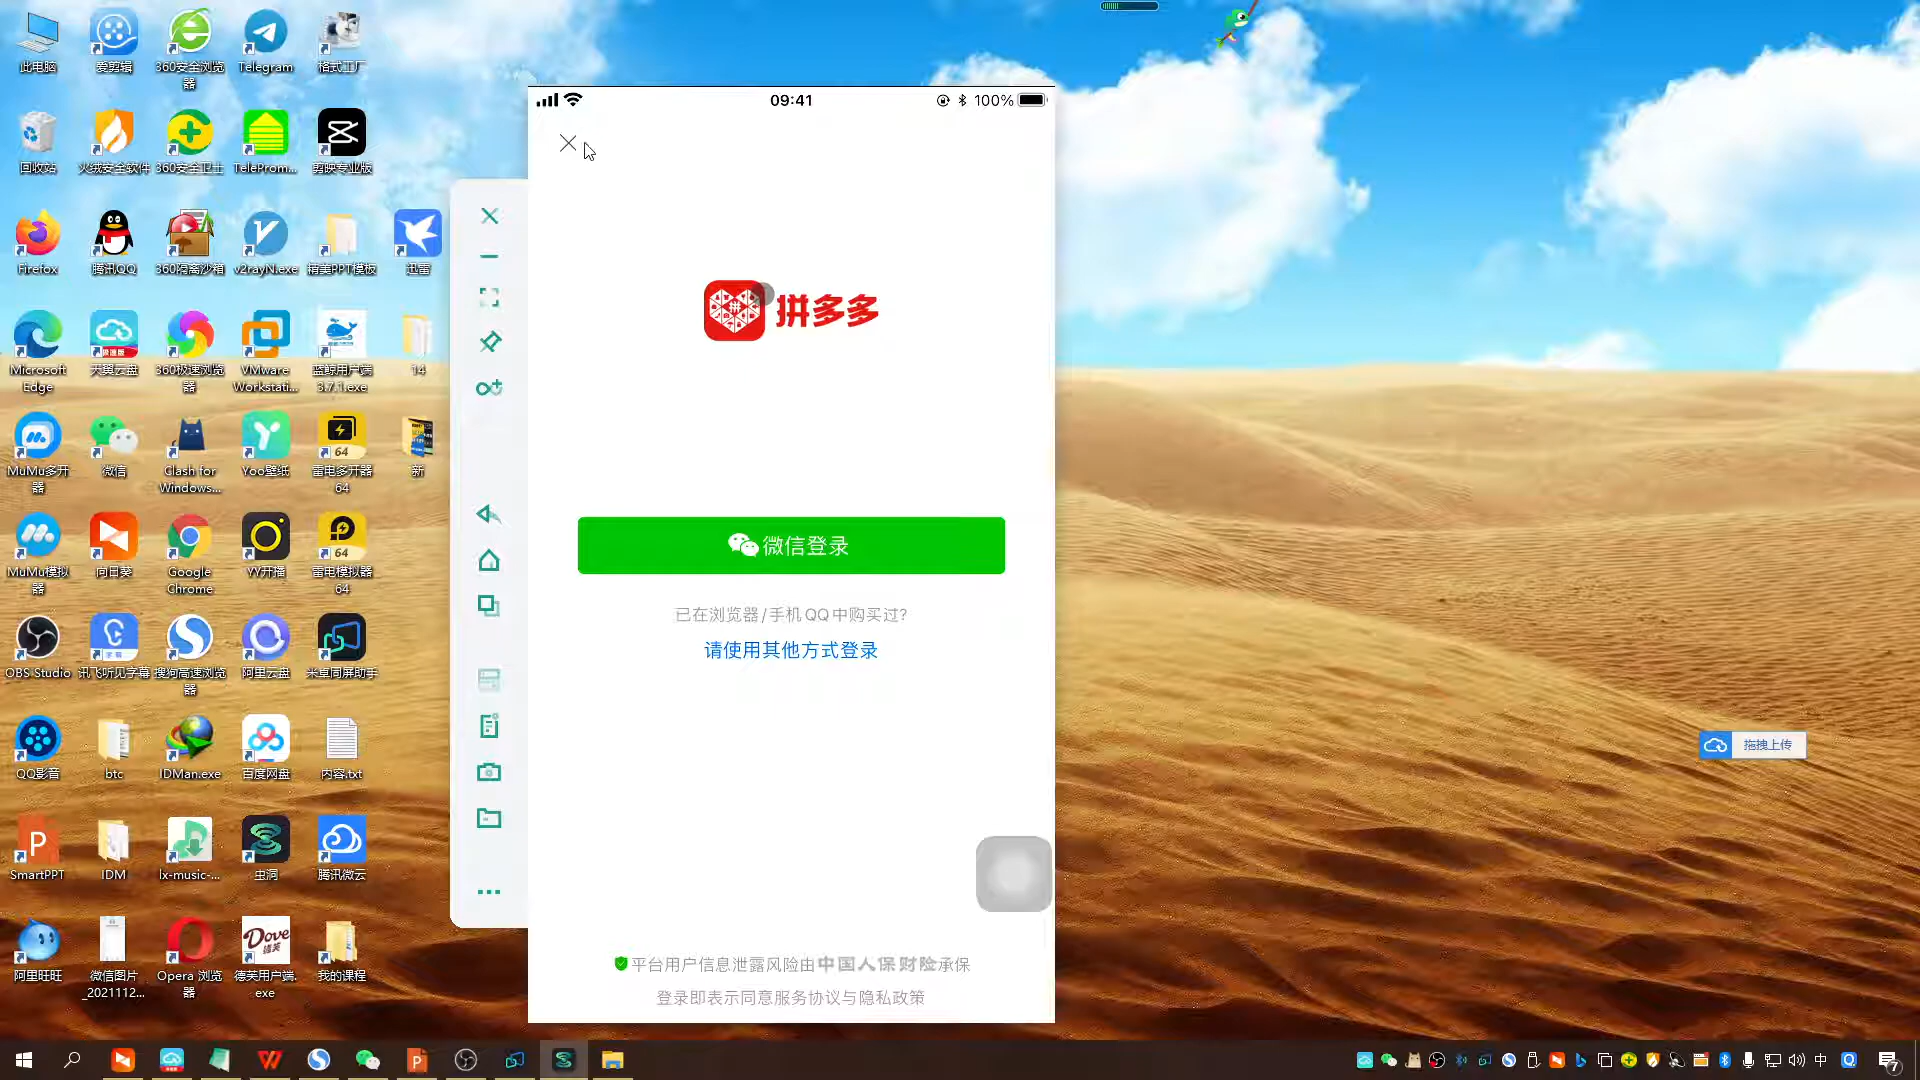 此电脑
爱剪辑
360安全浏览器
Telegram
格式工厂
回收站
火绒安全软件
360安全卫士
TeleProm...
剪映专业版
Firefox
腾讯QQ
360隔离沙箱
v2rayN.exe
精美PPT模板
迅雷
Microsoft Edge
天翼云盘
极速版
360极速浏览器
VMware Workstati...
蓝鲸用户端3.7.1.exe
14
MuMu多开器
微信
Clash for Windows...
Yoo壁纸
雷电多开器64
64
新
MuMu模拟器
向日葵
Google Chrome
YY开播
雷电模拟器64
64
OBS Studio
讯飞听见字幕
搜狗高速浏览器
阿里云盘
米卓同屏助手
QQ影音
btc
IDMan.exe
百度网盘
内容.txt
SmartPPT
IDM
lx-music-...
虫洞
腾讯微云
阿里旺旺
微信图片_2021112...
Opera 浏览器
Dove
德芙用户端.exe
我的课程
09:41
100%
拼
拼多多
微信登录
已在浏览器/手机QQ中购买过?
请使用其他方式登录
平台用户信息泄露风险由中国人保财险承保
登录即表示同意服务协议与隐私政策
拖拽上传
中
7